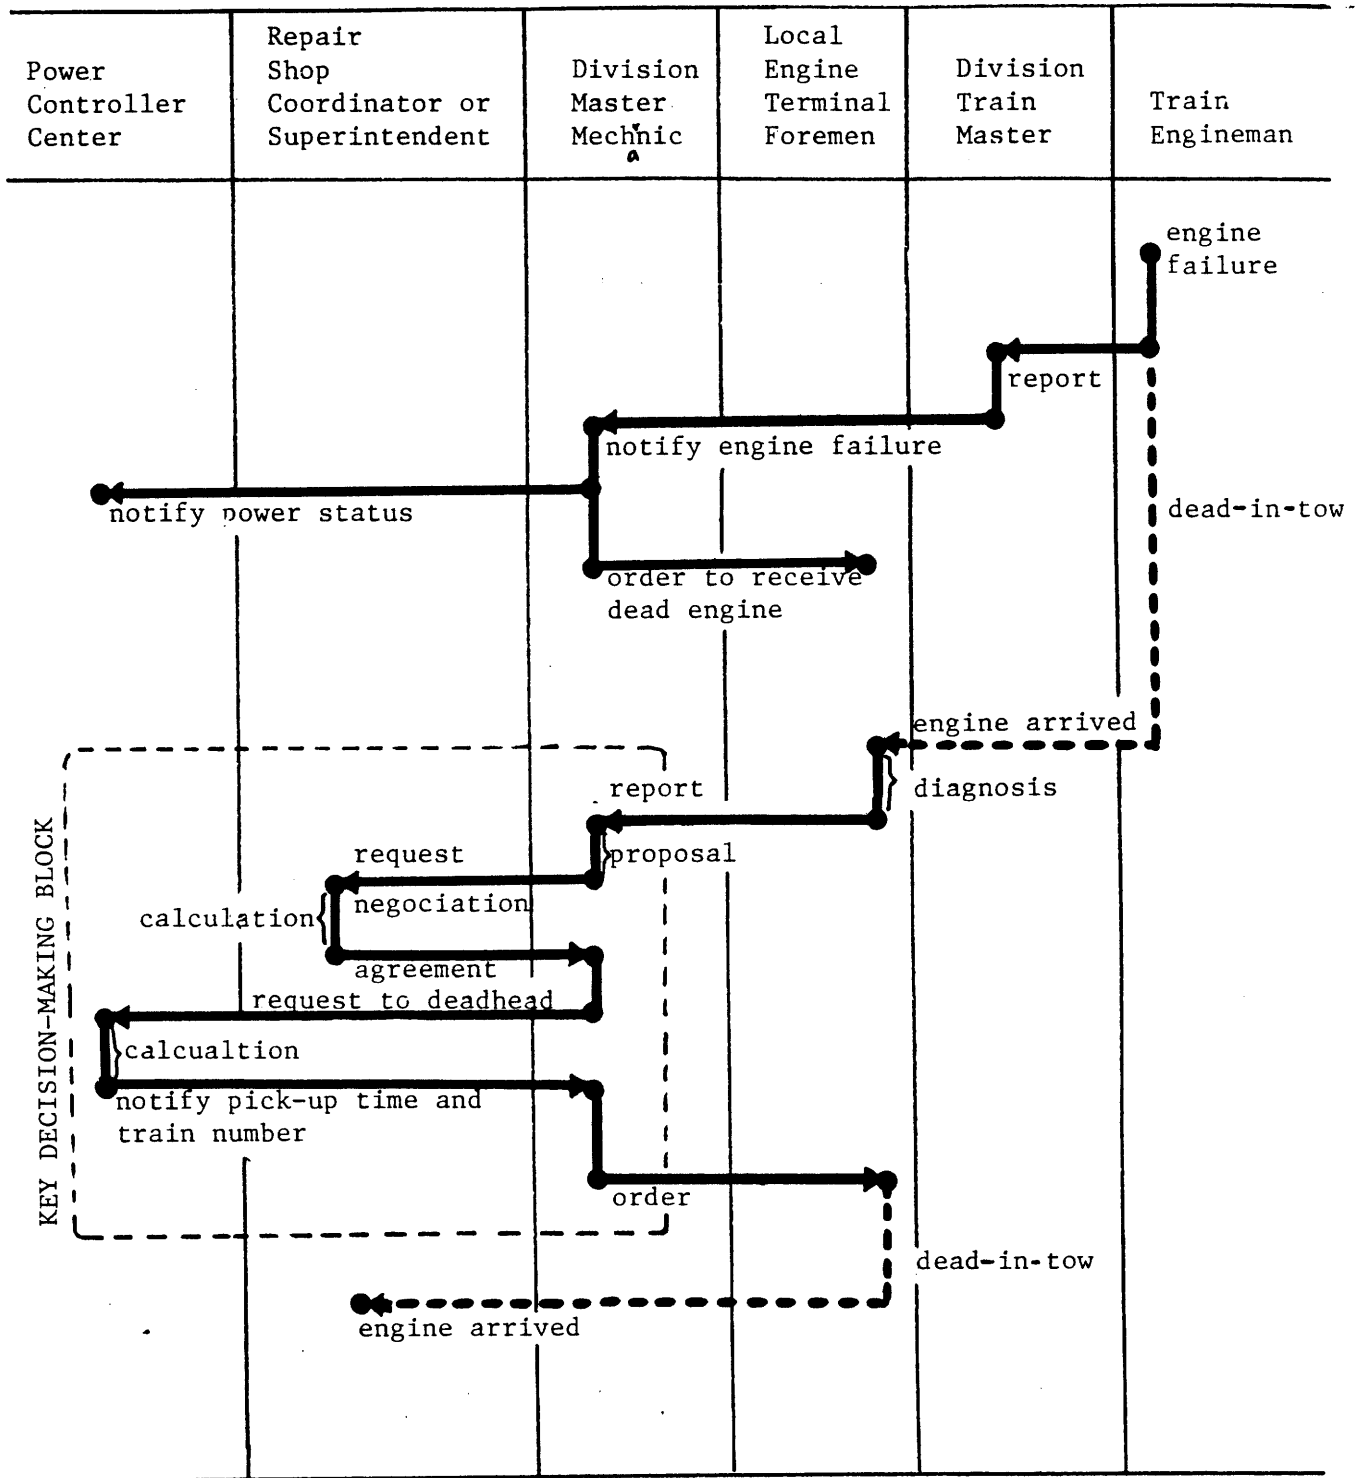 Power
Controller
Center
Repair
Shop
Coordinator or
Superintendent
Division
Master
Mechnic
a
Local
Engine
Terminal
Foremen
Division
Train
Master
Train
Engineman
engine
failure
report
notify engine failure
notify power status
dead-in-tow
order to receive
dead engine
engine arrived
diagnosis
report
proposal
request
negociation
calculation
agreement
request to deadhead
calcualtion
notify pick-up time and
train number
order
KEY DECISION-MAKING BLOCK
dead-in-tow
engine arrived